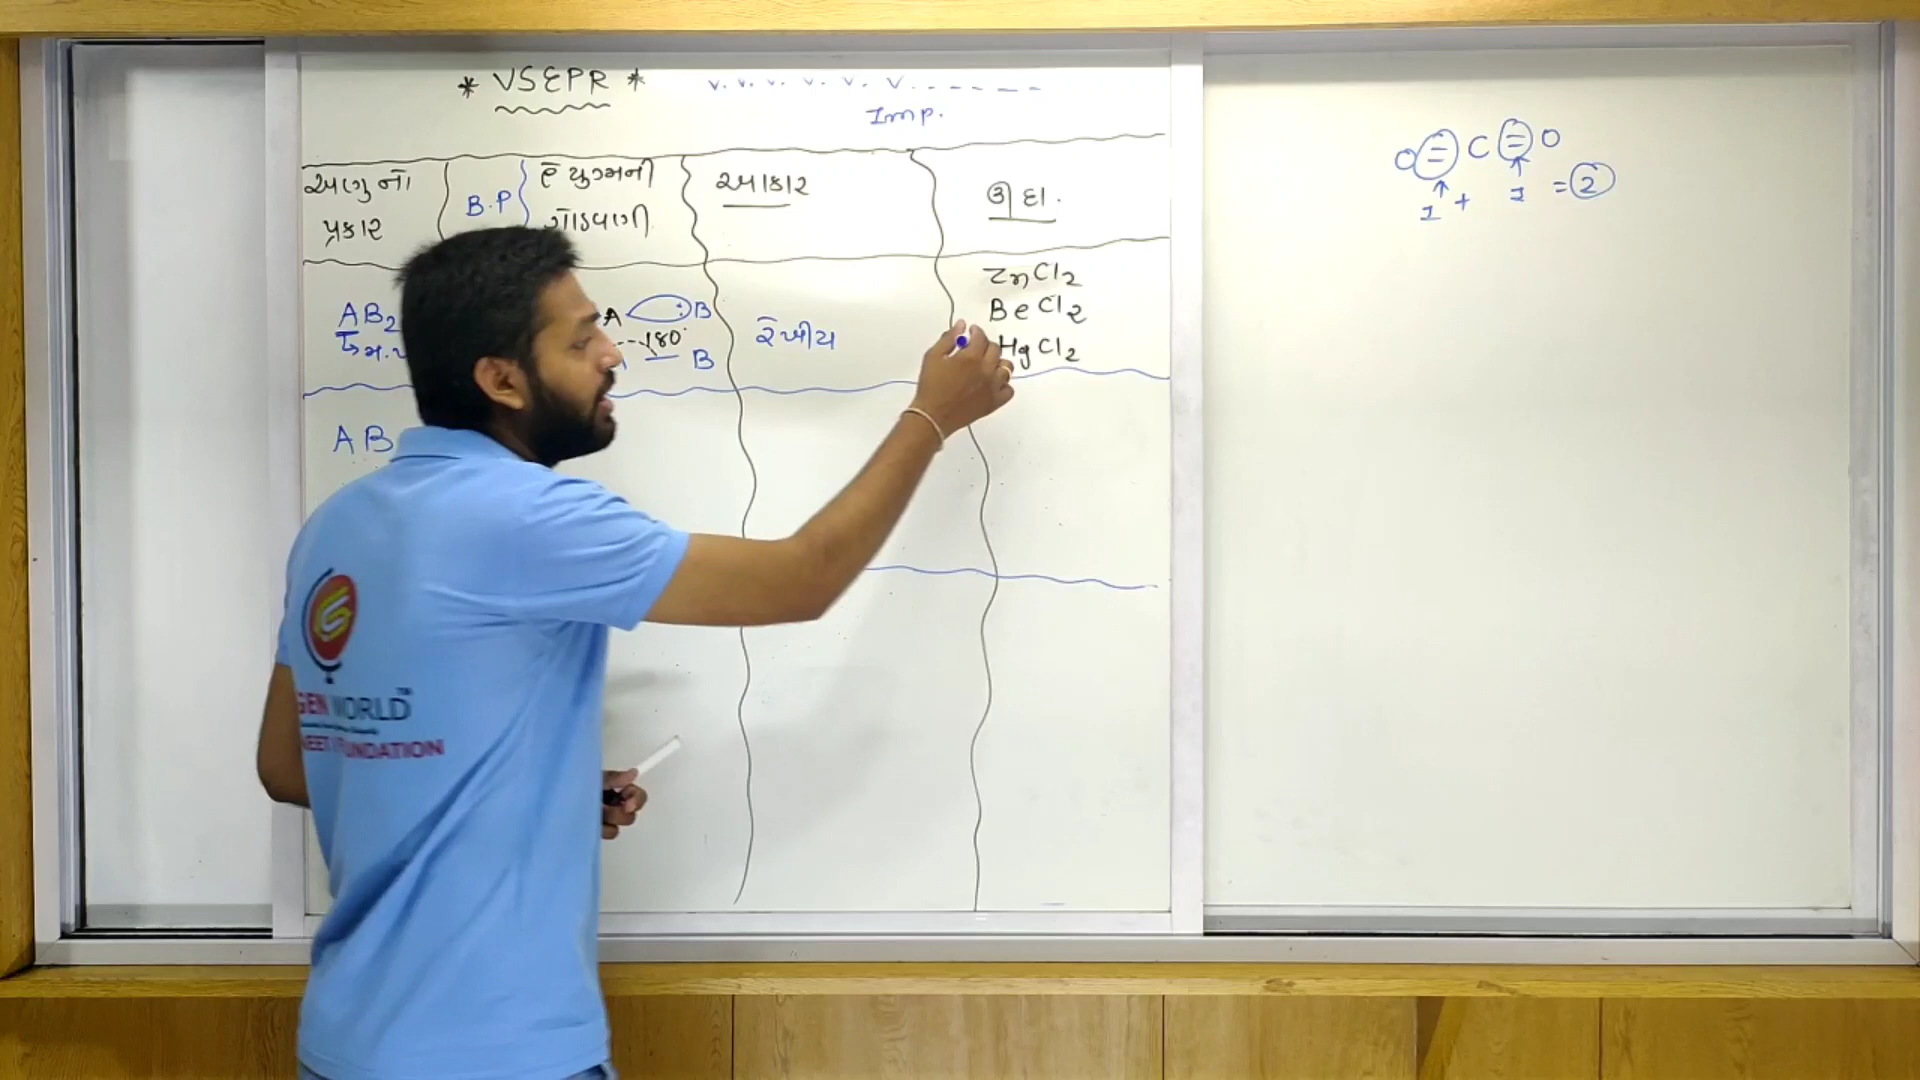 * VSEPR *
v. v. v. v. v. v. - - - - - -
Imp.
અણુનો
પ્રકાર
B.P
e̅ યુગ્મની
ગોઠવણી
આકાર
ઉદા.
AB2
A B
180°
A B
રેખીય
ZnCl2
BeCl2
HgCl2
AB
O = C = O
1 + 1 = 2
GEN WORLD™
NEET FOUNDATION